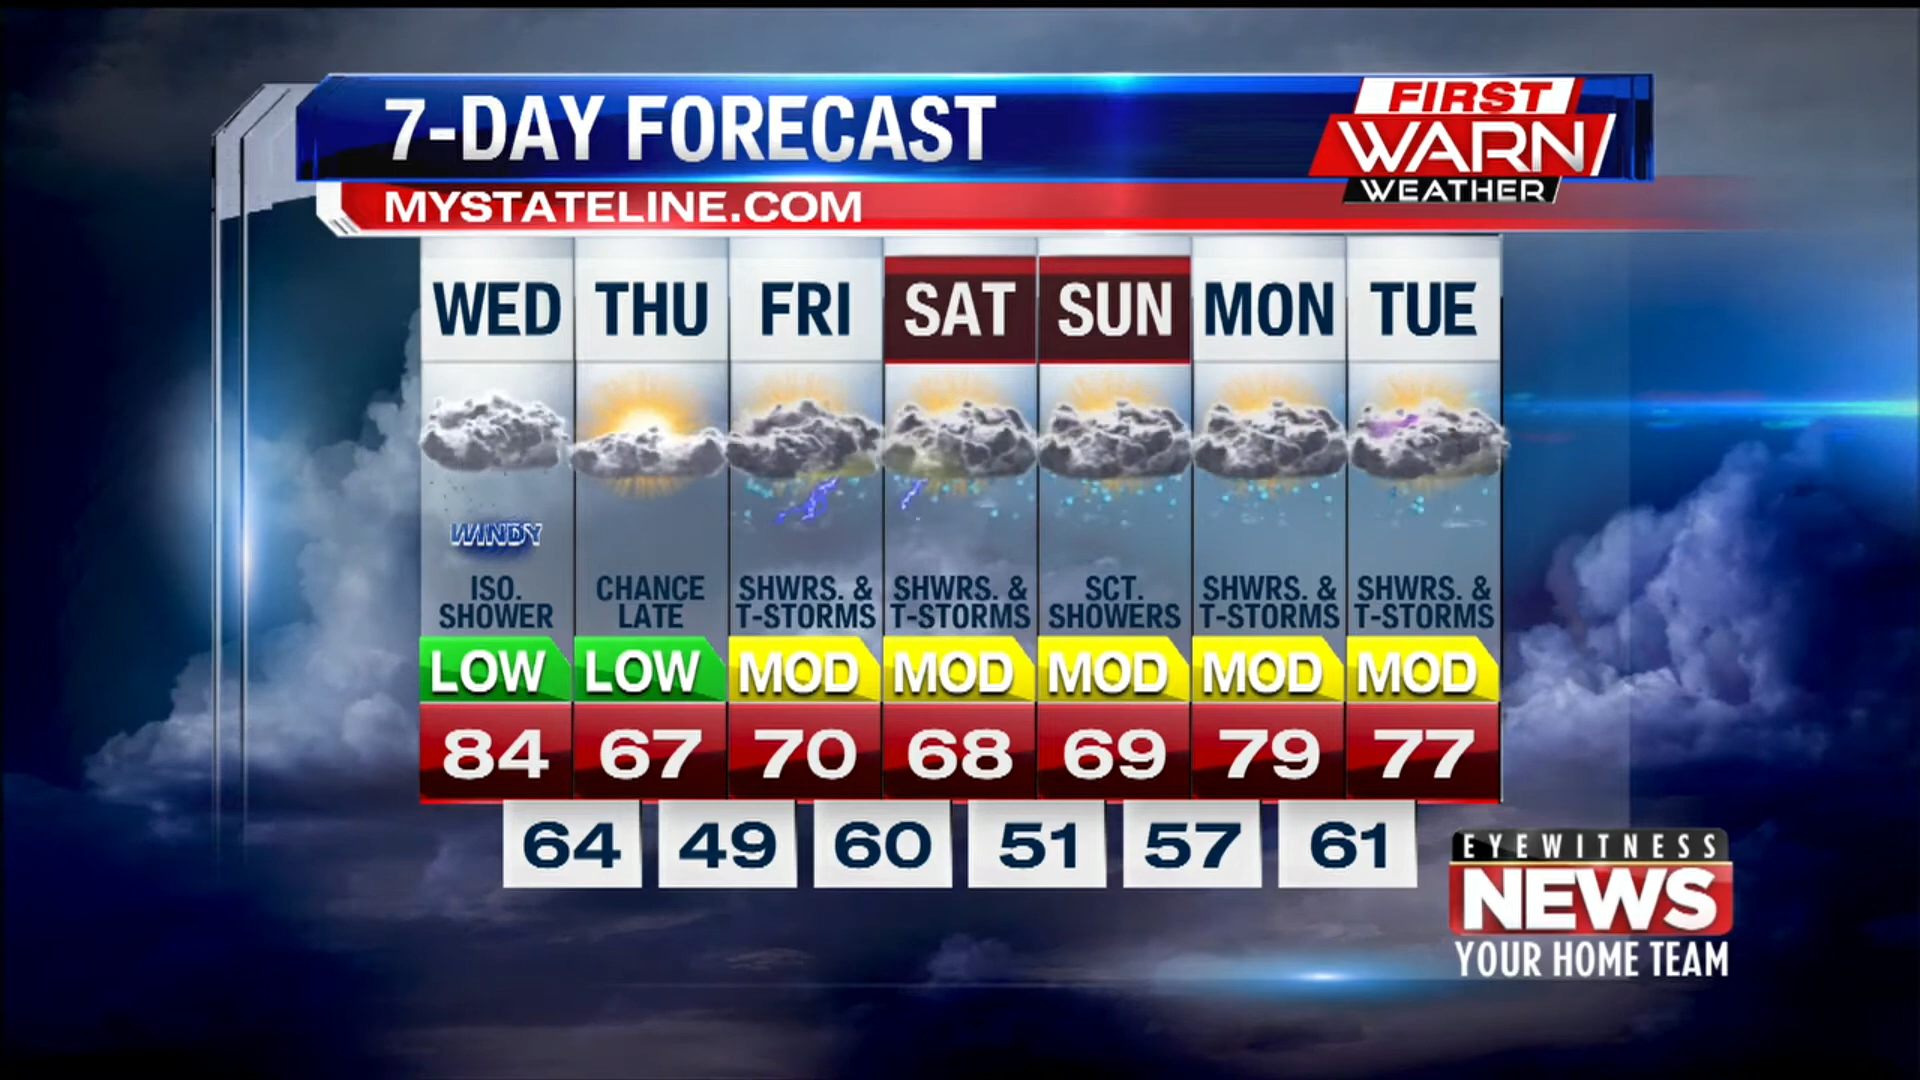 7-DAY FORECAST
FIRST
WARN
WEATHER
MYSTATELINE.COM
WED THU FRI SAT SUN MON TUE
WINDY
ISO. CHANCE SHWRS. & SHWRS. & SCT. SHWRS. & SHWRS. &
SHOWER LATE T-STORMS T-STORMS SHOWERS T-STORMS T-STORMS
LOW LOW MOD MOD MOD MOD MOD
84 67 70 68 69 79 77
64 49 60 51 57 61
EYEWITNESS
NEWS
YOUR HOME TEAM